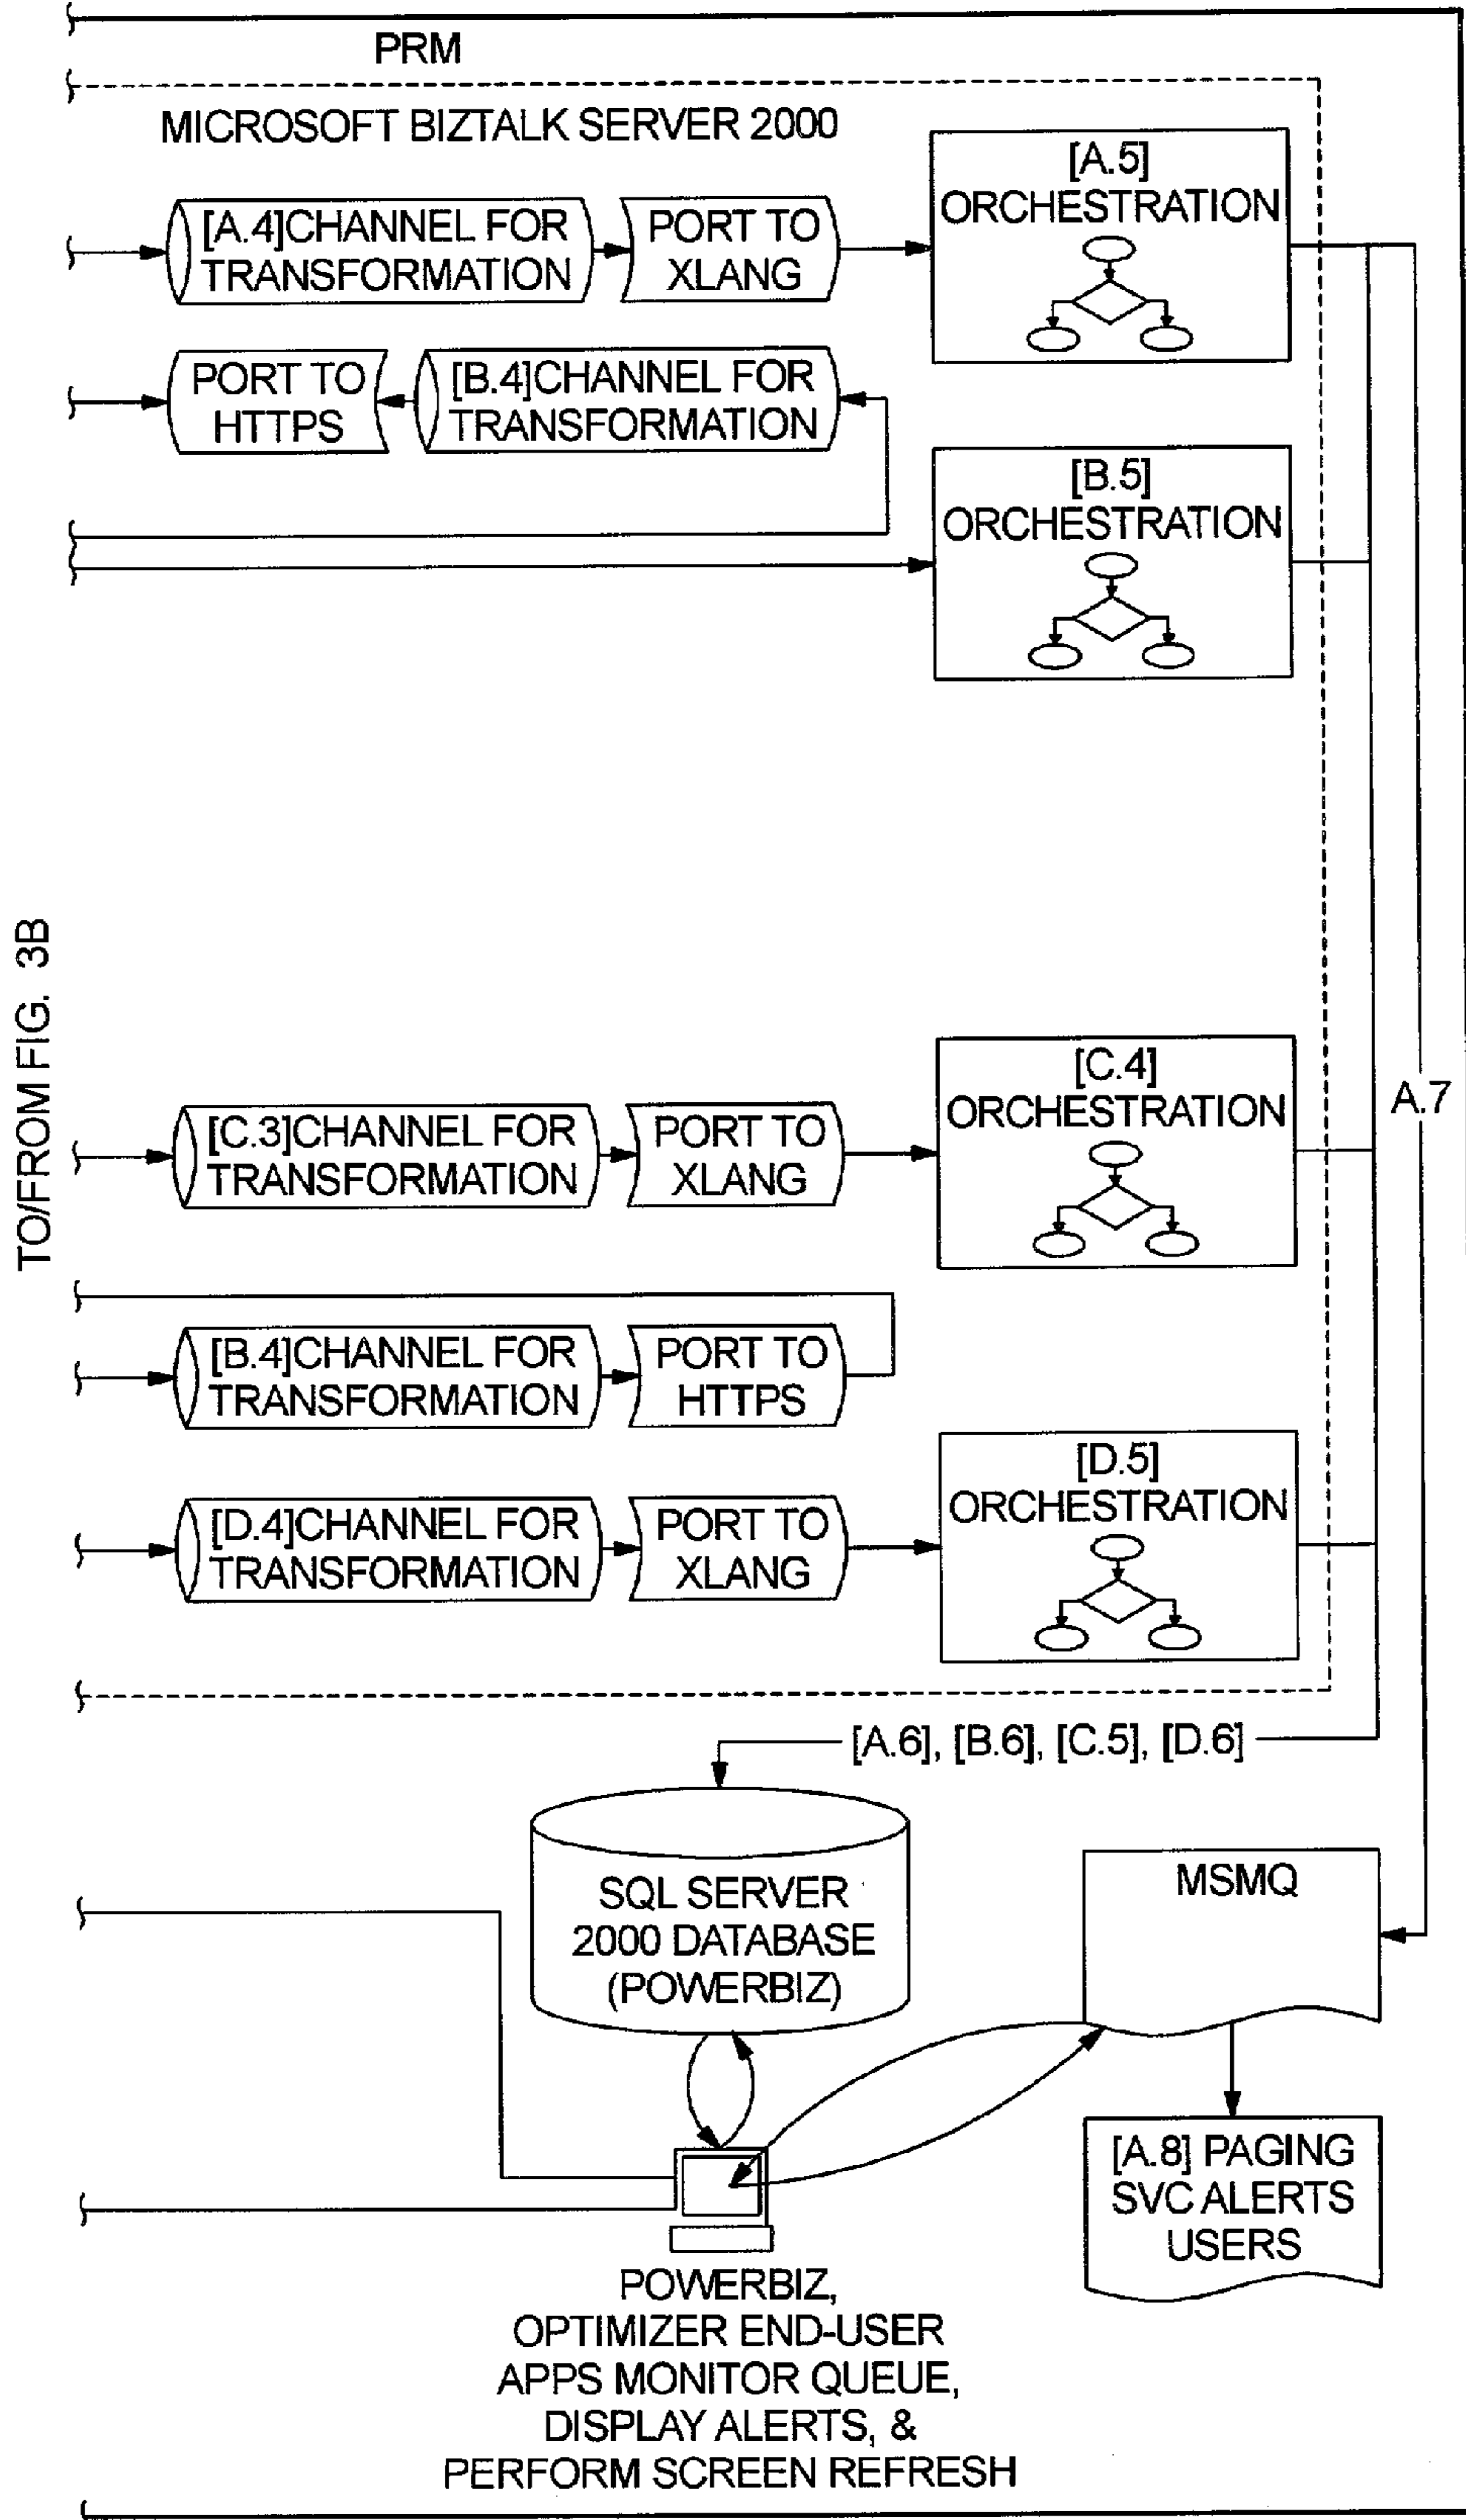 PRM
MICROSOFT BIZTALK SERVER 2000
[A.4]CHANNEL FOR
TRANSFORMATION
PORT TO
XLANG
[A.5]
ORCHESTRATION
PORT TO
HTTPS
[B.4]CHANNEL FOR
TRANSFORMATION
[B.5]
ORCHESTRATION
TO/FROM FIG. 3B
[C.3]CHANNEL FOR
TRANSFORMATION
PORT TO
XLANG
[C.4]
ORCHESTRATION
A.7
[B.4]CHANNEL FOR
TRANSFORMATION
PORT TO
HTTPS
[D.4]CHANNEL FOR
TRANSFORMATION
PORT TO
XLANG
[D.5]
ORCHESTRATION
[A.6], [B.6], [C.5], [D.6]
SQL SERVER
2000 DATABASE
(POWERBIZ)
MSMQ
[A.8] PAGING
SVC ALERTS
USERS
POWERBIZ,
OPTIMIZER END-USER
APPS MONITOR QUEUE,
DISPLAY ALERTS, &
PERFORM SCREEN REFRESH